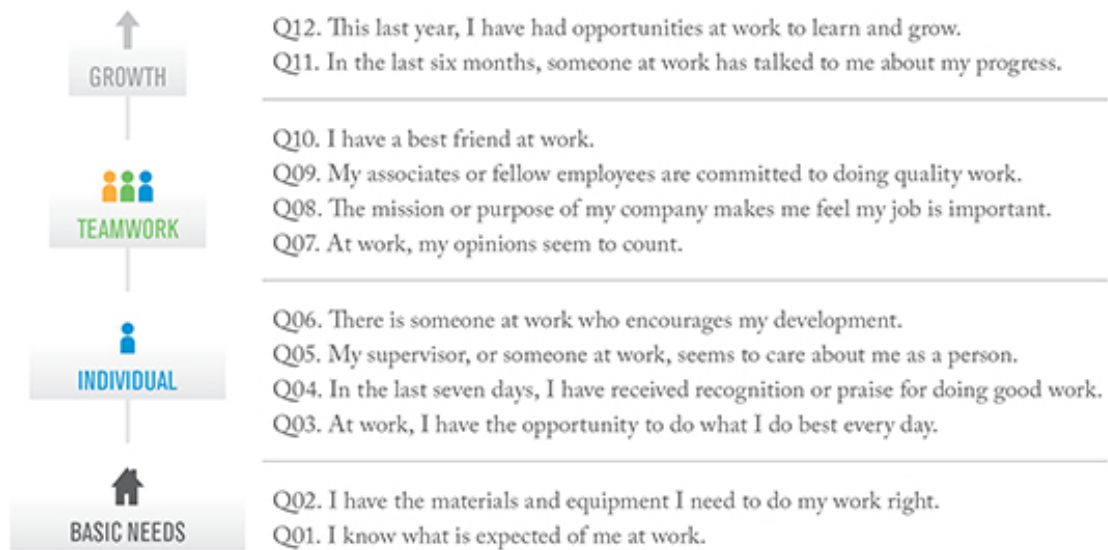 GROWTH
Q12. This last year, I have had opportunities at work to learn and grow.
Q11. In the last six months, someone at work has talked to me about my progress.
TEAMWORK
Q10. I have a best friend at work.
Q09. My associates or fellow employees are committed to doing quality work.
Q08. The mission or purpose of my company makes me feel my job is important.
Q07. At work, my opinions seem to count.
INDIVIDUAL
Q06. There is someone at work who encourages my development.
Q05. My supervisor, or someone at work, seems to care about me as a person.
Q04. In the last seven days, I have received recognition or praise for doing good work.
Q03. At work, I have the opportunity to do what I do best every day.
BASIC NEEDS
Q02. I have the materials and equipment I need to do my work right.
Q01. I know what is expected of me at work.